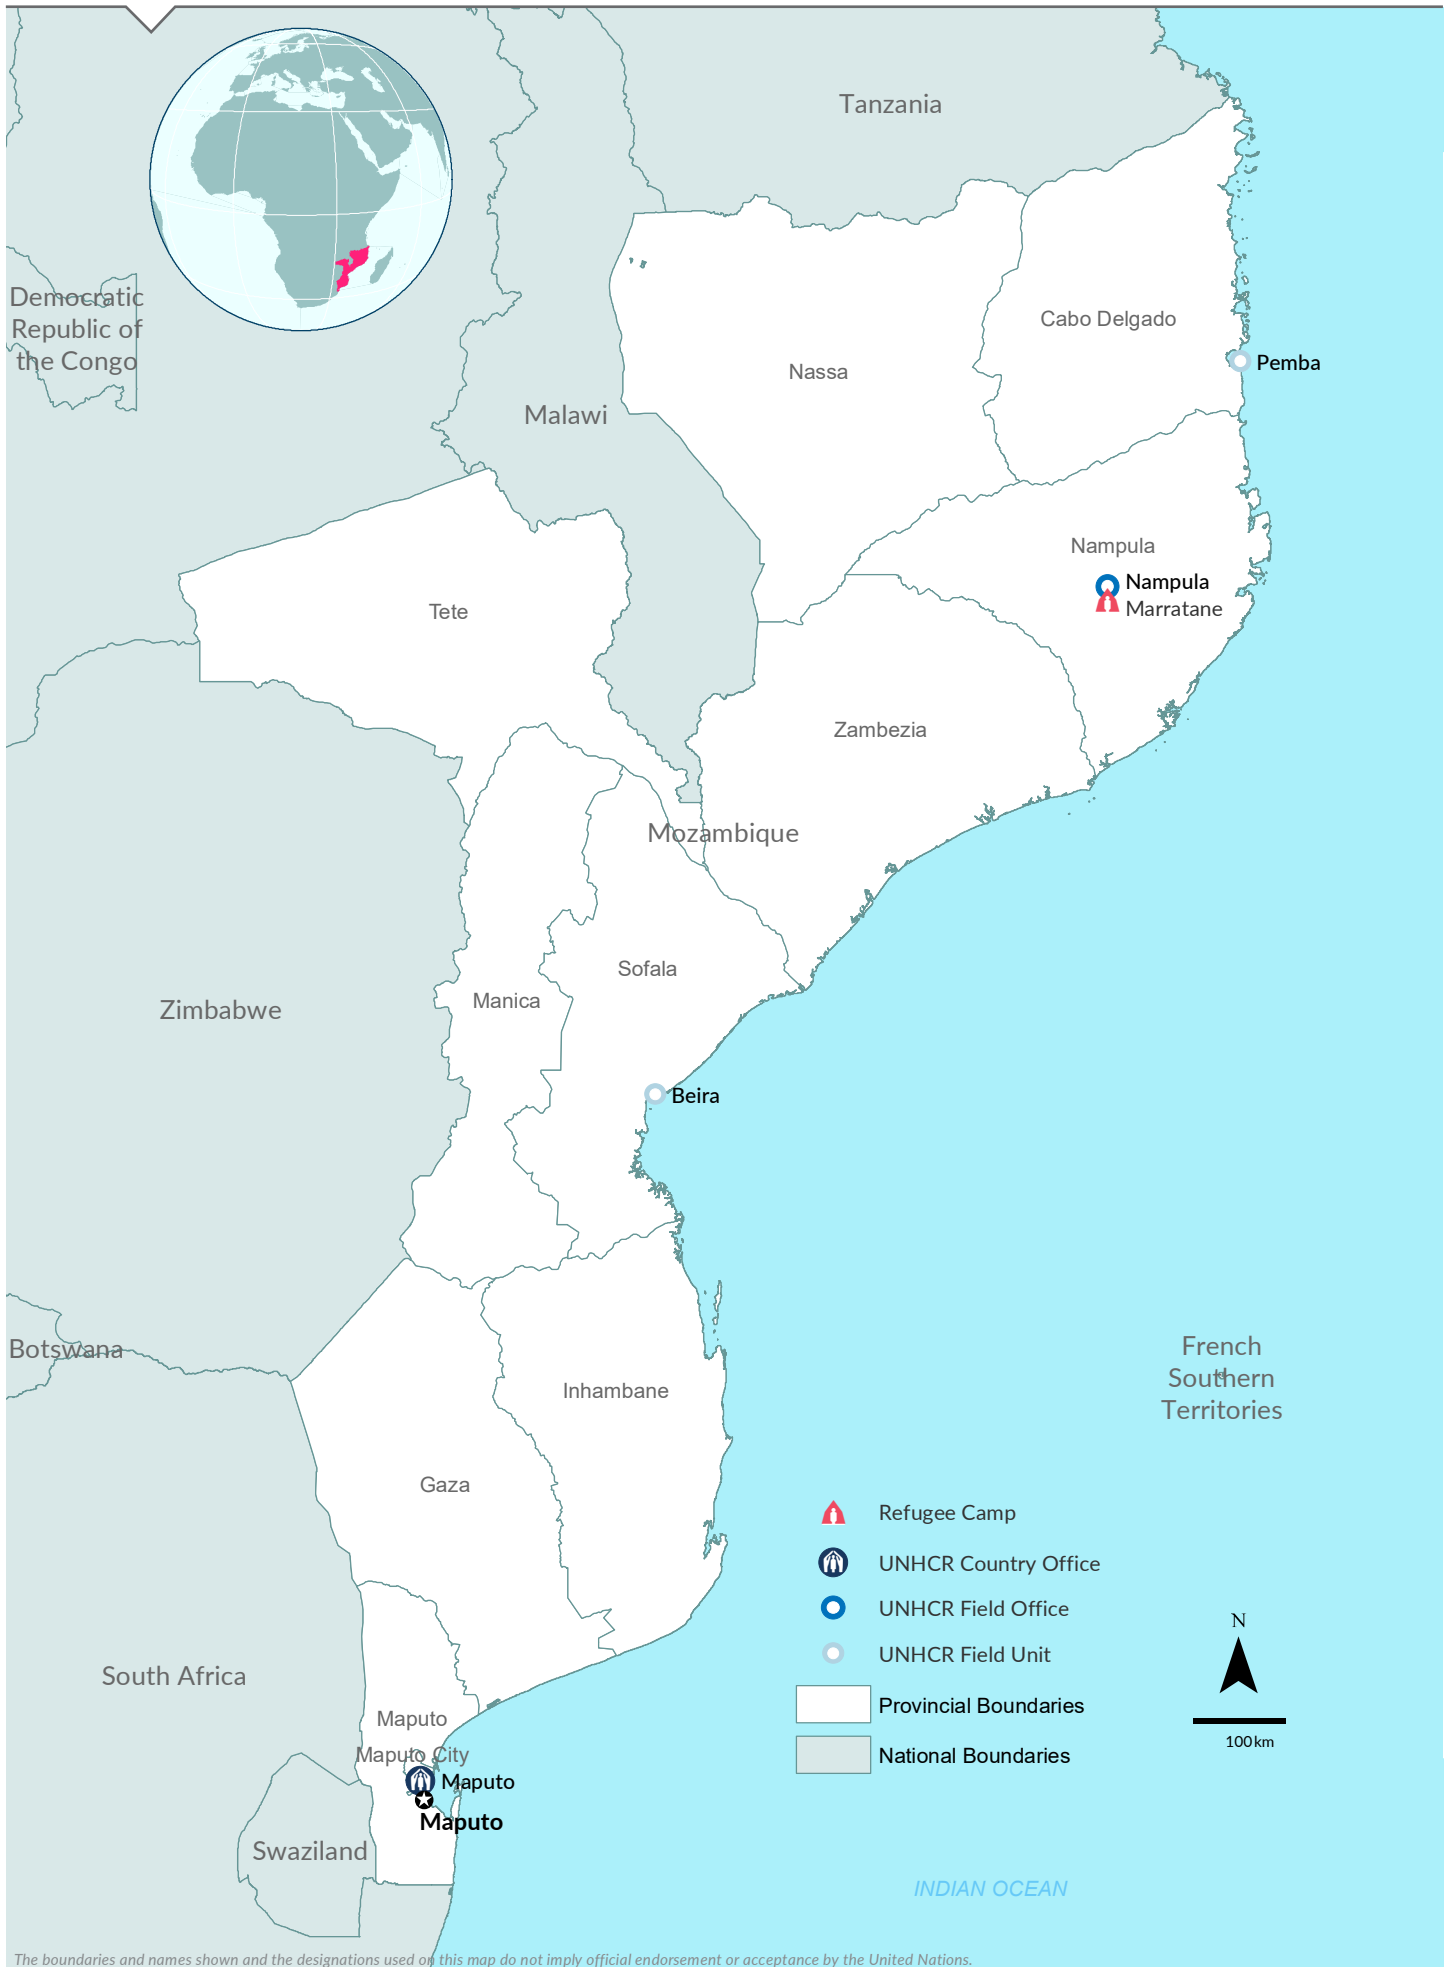 Tanzania
Democratic
Republic of
the Congo
Cabo Delgado
Pemba
Nassa
Malawi
Nampula
Nampula
Marratane
Tete
Zambezia
Mozambique
Sofala
Manica
Zimbabwe
Beira
Botswana
French
Southern
Territories
Inhambane
Gaza
Refugee Camp
UNHCR Country Office
UNHCR Field Office
UNHCR Field Unit
Provincial Boundaries
National Boundaries
N
100 km
South Africa
Maputo
Maputo City
Maputo
Maputo
Swaziland
INDIAN OCEAN
The boundaries and names shown and the designations used on this map do not imply official endorsement or acceptance by the United Nations.